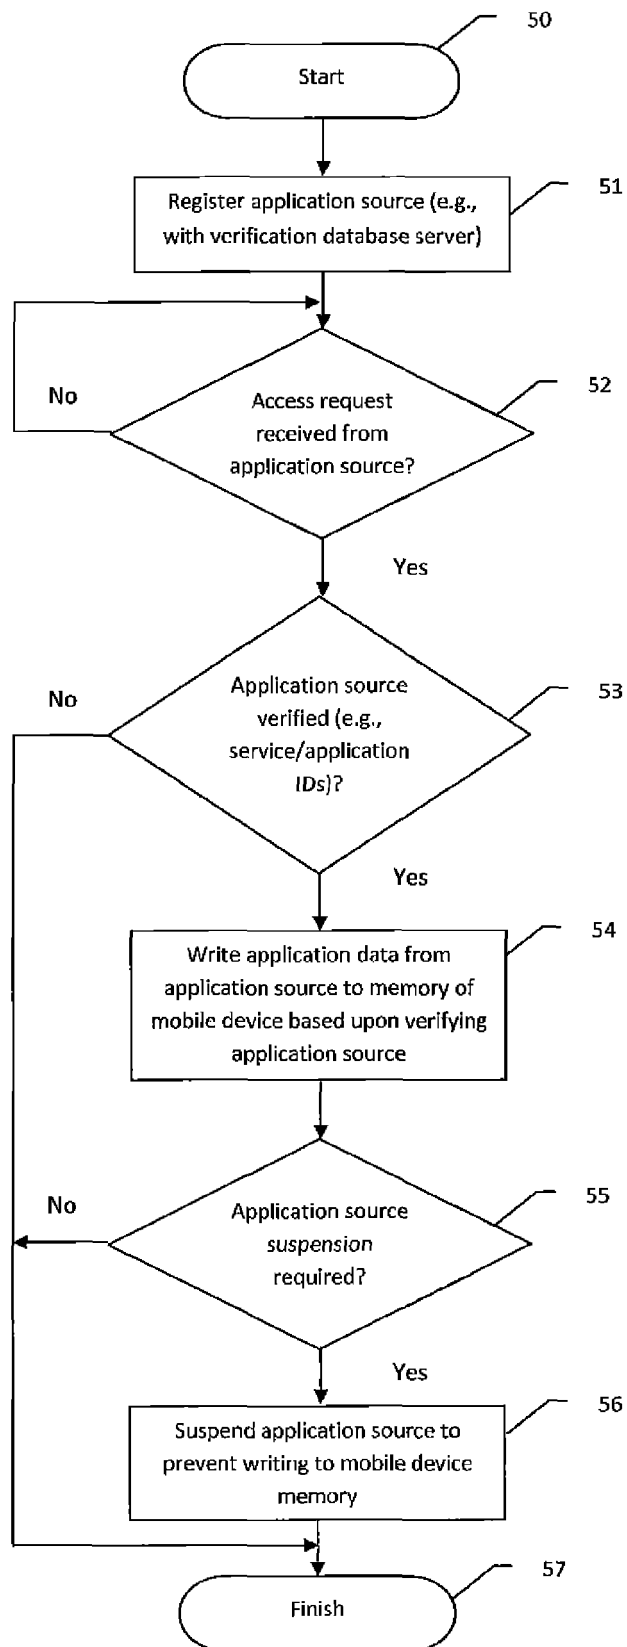 50
Start
51
Register application source (e.g.,
with verification database server)
No
52
Access request
received from
application source?
Yes
No
53
Application source
verified (e.g.,
service/application
IDs)?
Yes
54
Write application data from
application source to memory of
mobile device based upon verifying
application source
No
55
Application source
suspension
required?
Yes
56
Suspend application source to
prevent writing to mobile device
memory
57
Finish